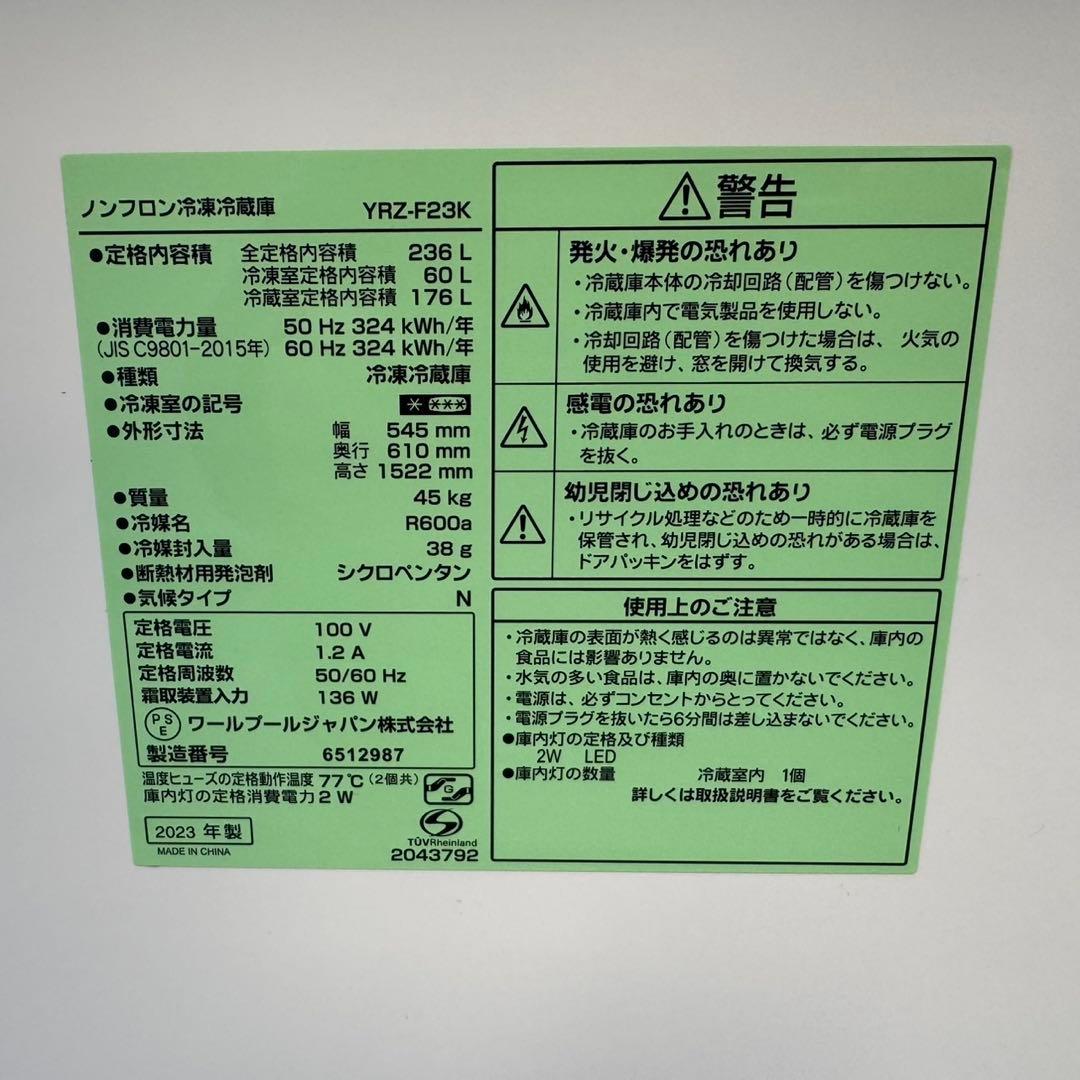 ノンフロン冷凍冷蔵庫 YRZ-F23K
●定格内容積 全定格内容積 236 L
冷凍室定格内容積 60 L
冷蔵室定格内容積 176 L
●消費電力量 50 Hz 324 kWh/年
(JIS C9801-2015年) 60 Hz 324 kWh/年
●種類 冷凍冷蔵庫
●冷凍室の記号
●外形寸法 幅 545 mm
奥行 610 mm
高さ 1522 mm
●質量 45 kg
●冷媒名 R600a
●冷媒封入量 38 g
●断熱材用発泡剤 シクロペンタン
●気候タイプ N
定格電圧 100 V
定格電流 1.2 A
定格周波数 50/60 Hz
霜取装置入力 136 W
PSE ワールプールジャパン株式会社
製造番号 6512987
温度ヒューズの定格動作温度 77℃ (2個共)
庫内灯の定格消費電力 2 W
G
2023 年製
MADE IN CHINA
TÜVRheinland
2043792
警告
発火・爆発の恐れあり
・冷蔵庫本体の冷却回路(配管)を傷つけない。
・冷蔵庫内で電気製品を使用しない。
・冷却回路(配管)を傷つけた場合は、火気の
使用を避け、窓を開けて換気する。
感電の恐れあり
・冷蔵庫のお手入れのときは、必ず電源プラグ
を抜く。
幼児閉じ込めの恐れあり
・リサイクル処理などのため一時的に冷蔵庫を
保管され、幼児閉じ込めの恐れがある場合は、
ドアパッキンをはずす。
使用上のご注意
・冷蔵庫の表面が熱く感じるのは異常ではなく、庫内の
食品には影響ありません。
・水気の多い食品は、庫内の奥に置かないでください。
・電源は、必ずコンセントからとってください。
・電源プラグを抜いたら6分間は差し込まないでください。
●庫内灯の定格及び種類
2W LED
●庫内灯の数量 冷蔵室内 1個
詳しくは取扱説明書をご覧ください。